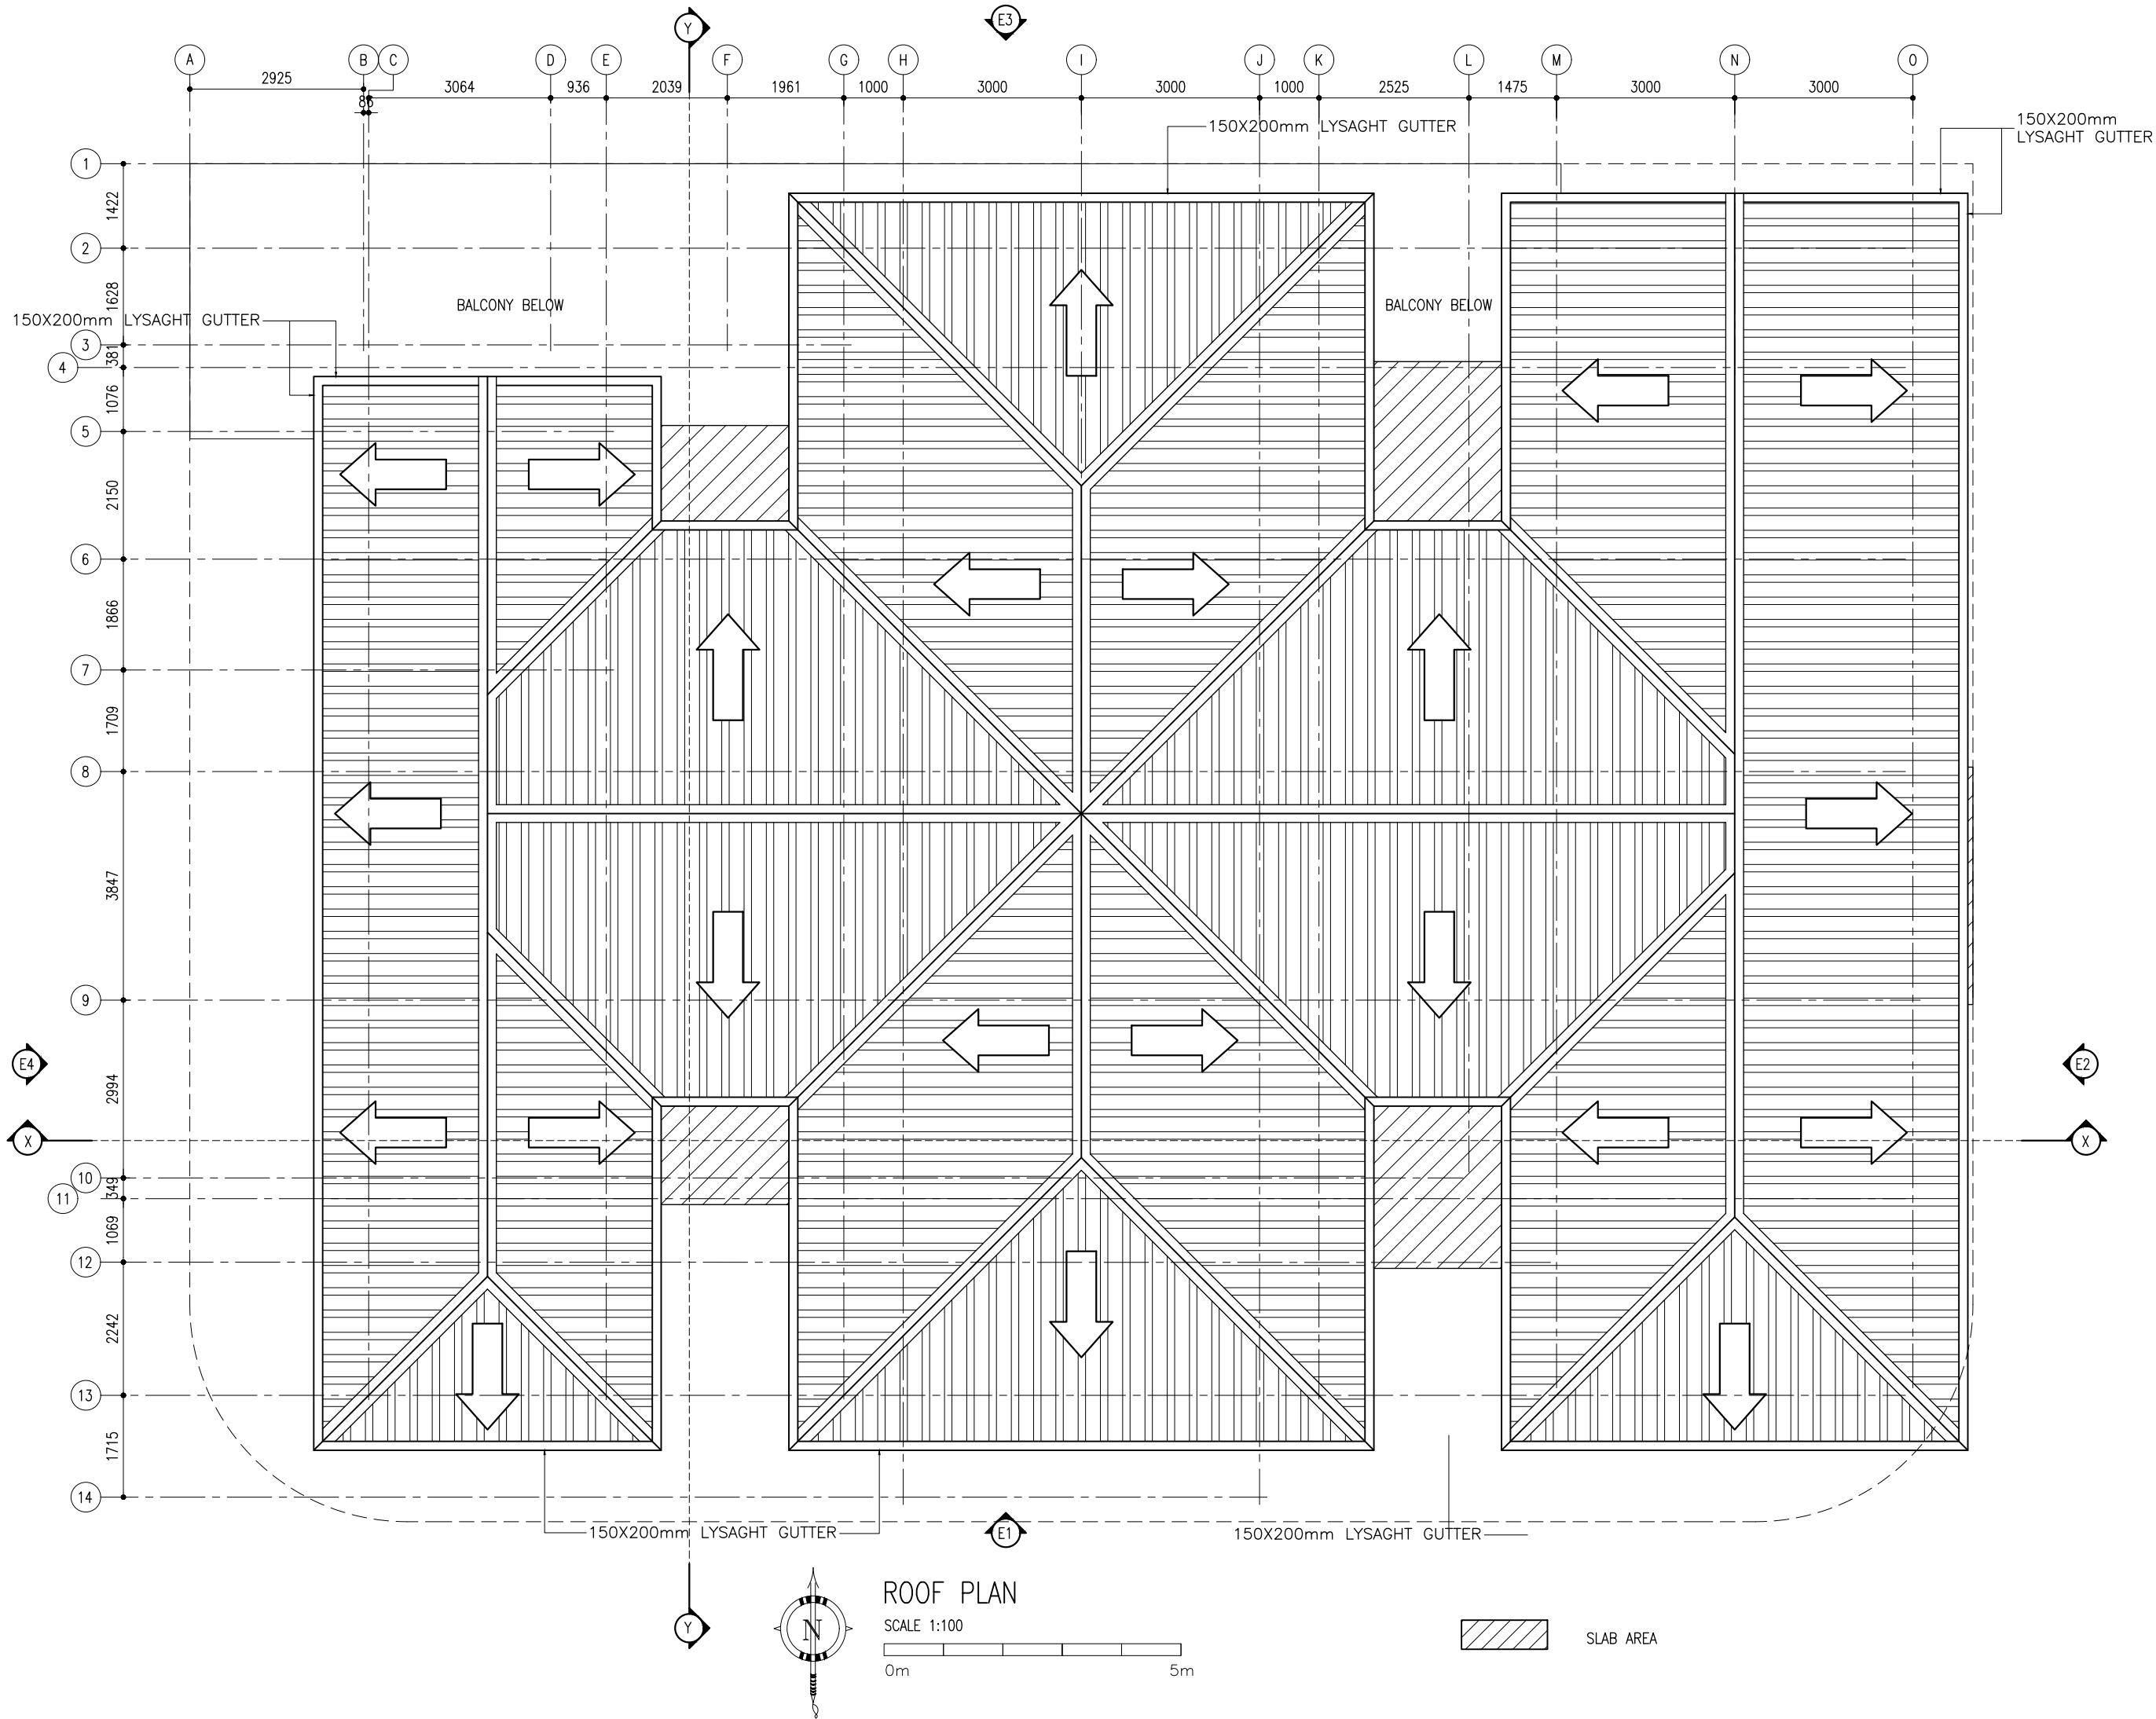 Y
E3
A
B
C
D
E
F
G
H
I
J
K
L
M
N
O
2925
86
3064
936
2039
1961
1000
3000
3000
1000
2525
1475
3000
3000
150X200mm LYSAGHT GUTTER
150X200mm
LYSAGHT GUTTER
1
1422
2
1628
BALCONY BELOW
BALCONY BELOW
150X200mm LYSAGHT GUTTER
3
381
4
1076
5
2150
6
1866
7
1709
8
3847
9
E4
E2
2994
X
X
10
349
11
1069
12
2242
13
1715
14
150X200mm LYSAGHT GUTTER
E1
150X200mm LYSAGHT GUTTER
Y
N
ROOF PLAN
SCALE 1:100
0m
5m
SLAB AREA